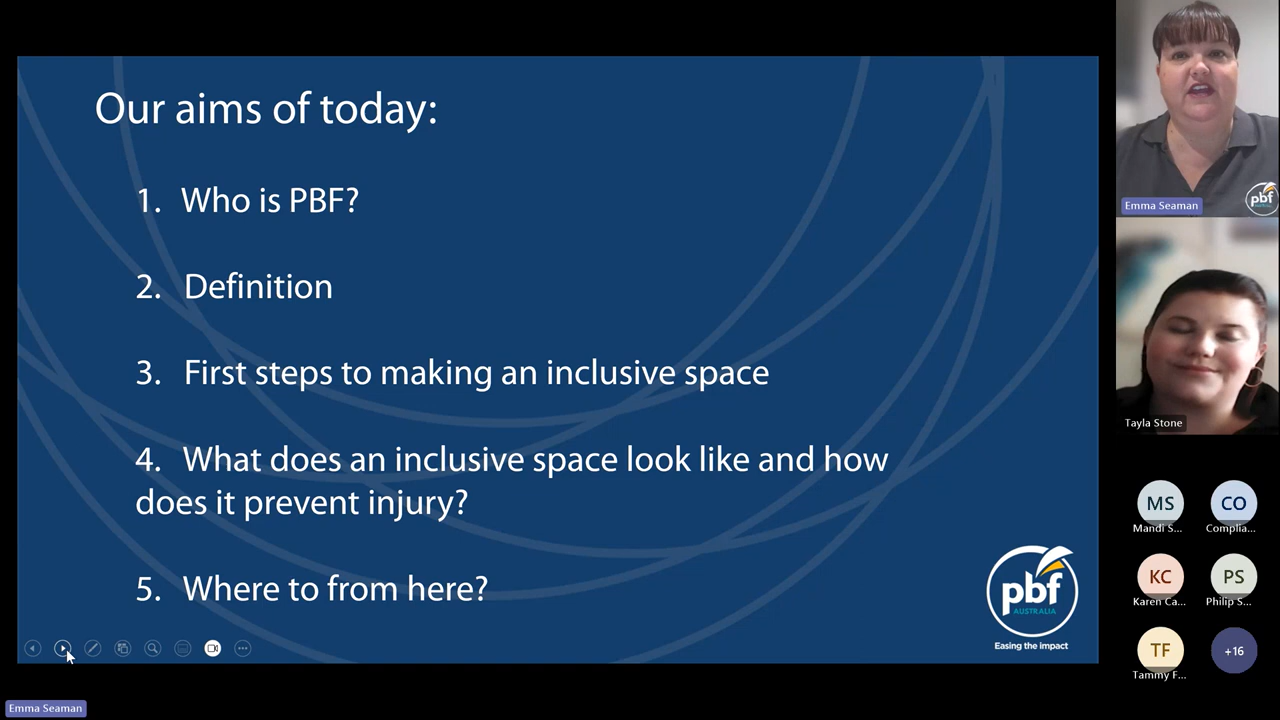 Our aims of today:
1. Who is PBF?
2. Definition
3. First steps to making an inclusive space
4. What does an inclusive space look like and how
does it prevent injury?
5. Where to from here?
pbf
AUSTRALIA
Easing the impact
Emma Seaman
pbf
Emma Seaman
Tayla Stone
MS
CO
Mandi S...
Complia...
KC
PS
Karen Ca...
Philip S...
TF
+16
Tammy F...